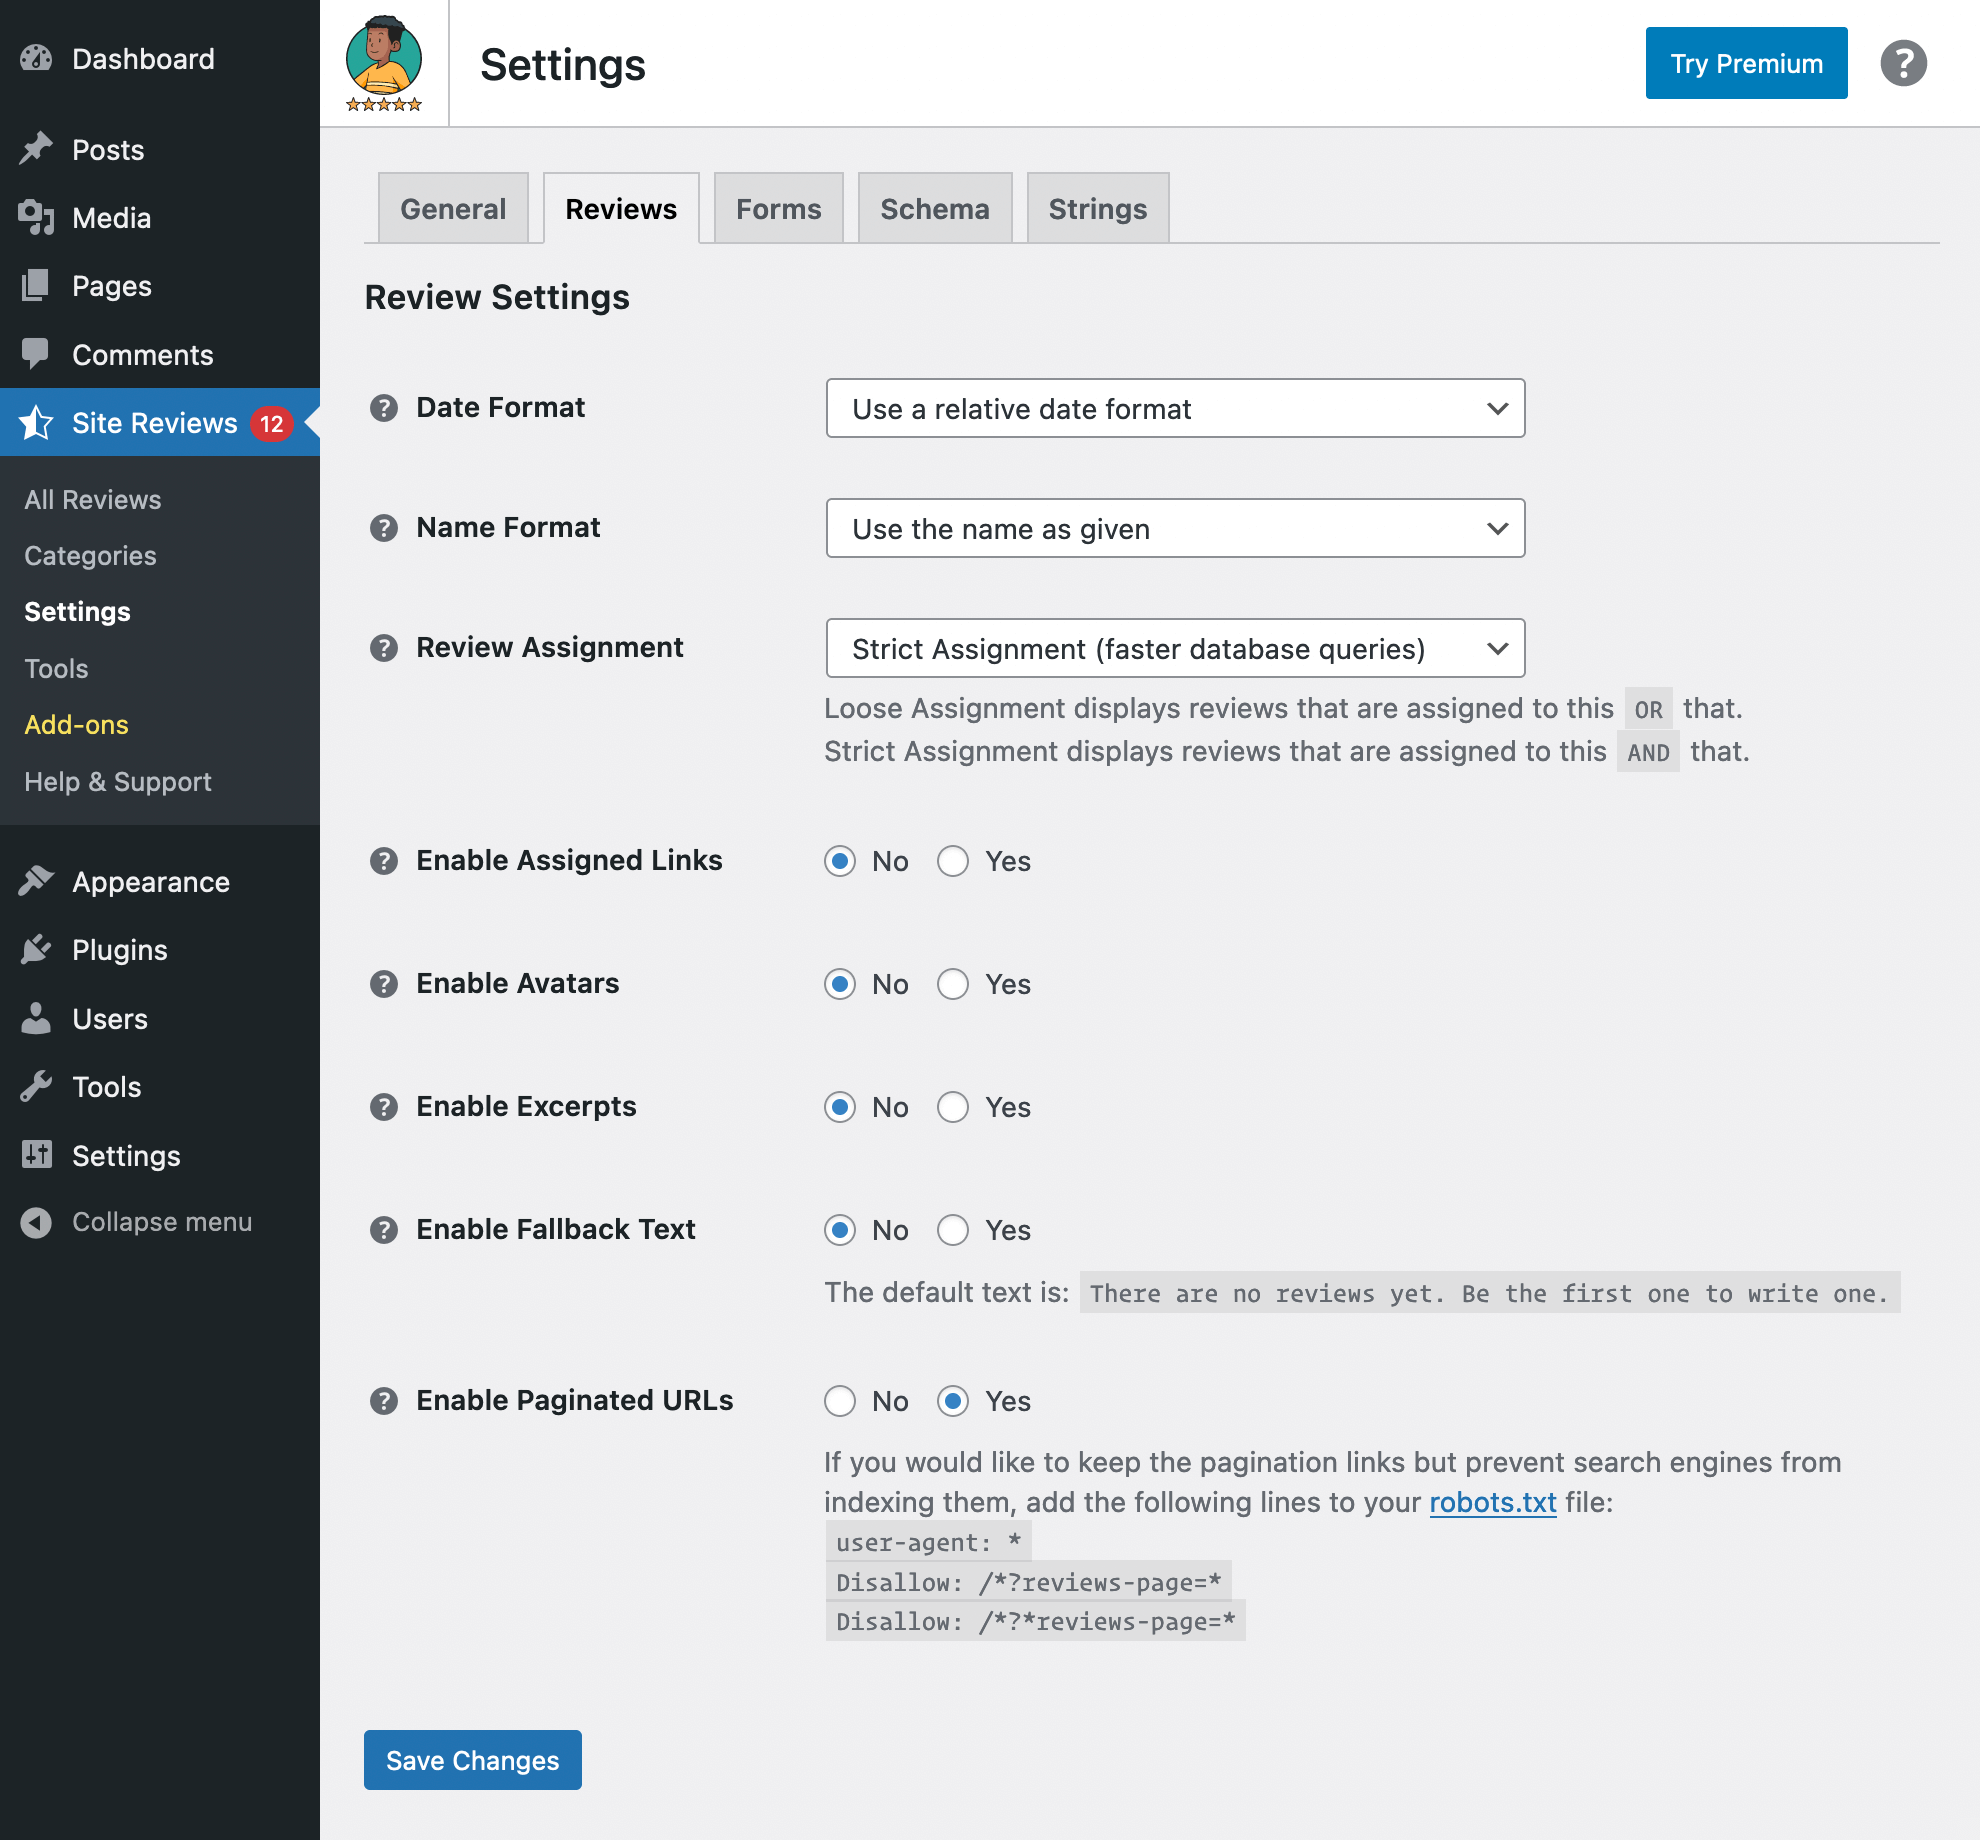 Dashboard
Posts
Media
Pages
Comments
Site Reviews 12
All Reviews
Categories
Settings
Tools
Add-ons
Help & Support
Appearance
Plugins
Users
Tools
Settings
Collapse menu
Settings
Try Premium
?
General
Reviews
Forms
Schema
Strings
Review Settings
? Date Format
Use a relative date format
? Name Format
Use the name as given
? Review Assignment
Strict Assignment (faster database queries)
Loose Assignment displays reviews that are assigned to this OR that.
Strict Assignment displays reviews that are assigned to this AND that.
? Enable Assigned Links
No Yes
? Enable Avatars
No Yes
? Enable Excerpts
No Yes
? Enable Fallback Text
No Yes
The default text is: There are no reviews yet. Be the first one to write one.
? Enable Paginated URLs
No Yes
If you would like to keep the pagination links but prevent search engines from
indexing them, add the following lines to your robots.txt file:
user-agent: *
Disallow: /*?reviews-page=*
Disallow: /*?*reviews-page=*
Save Changes